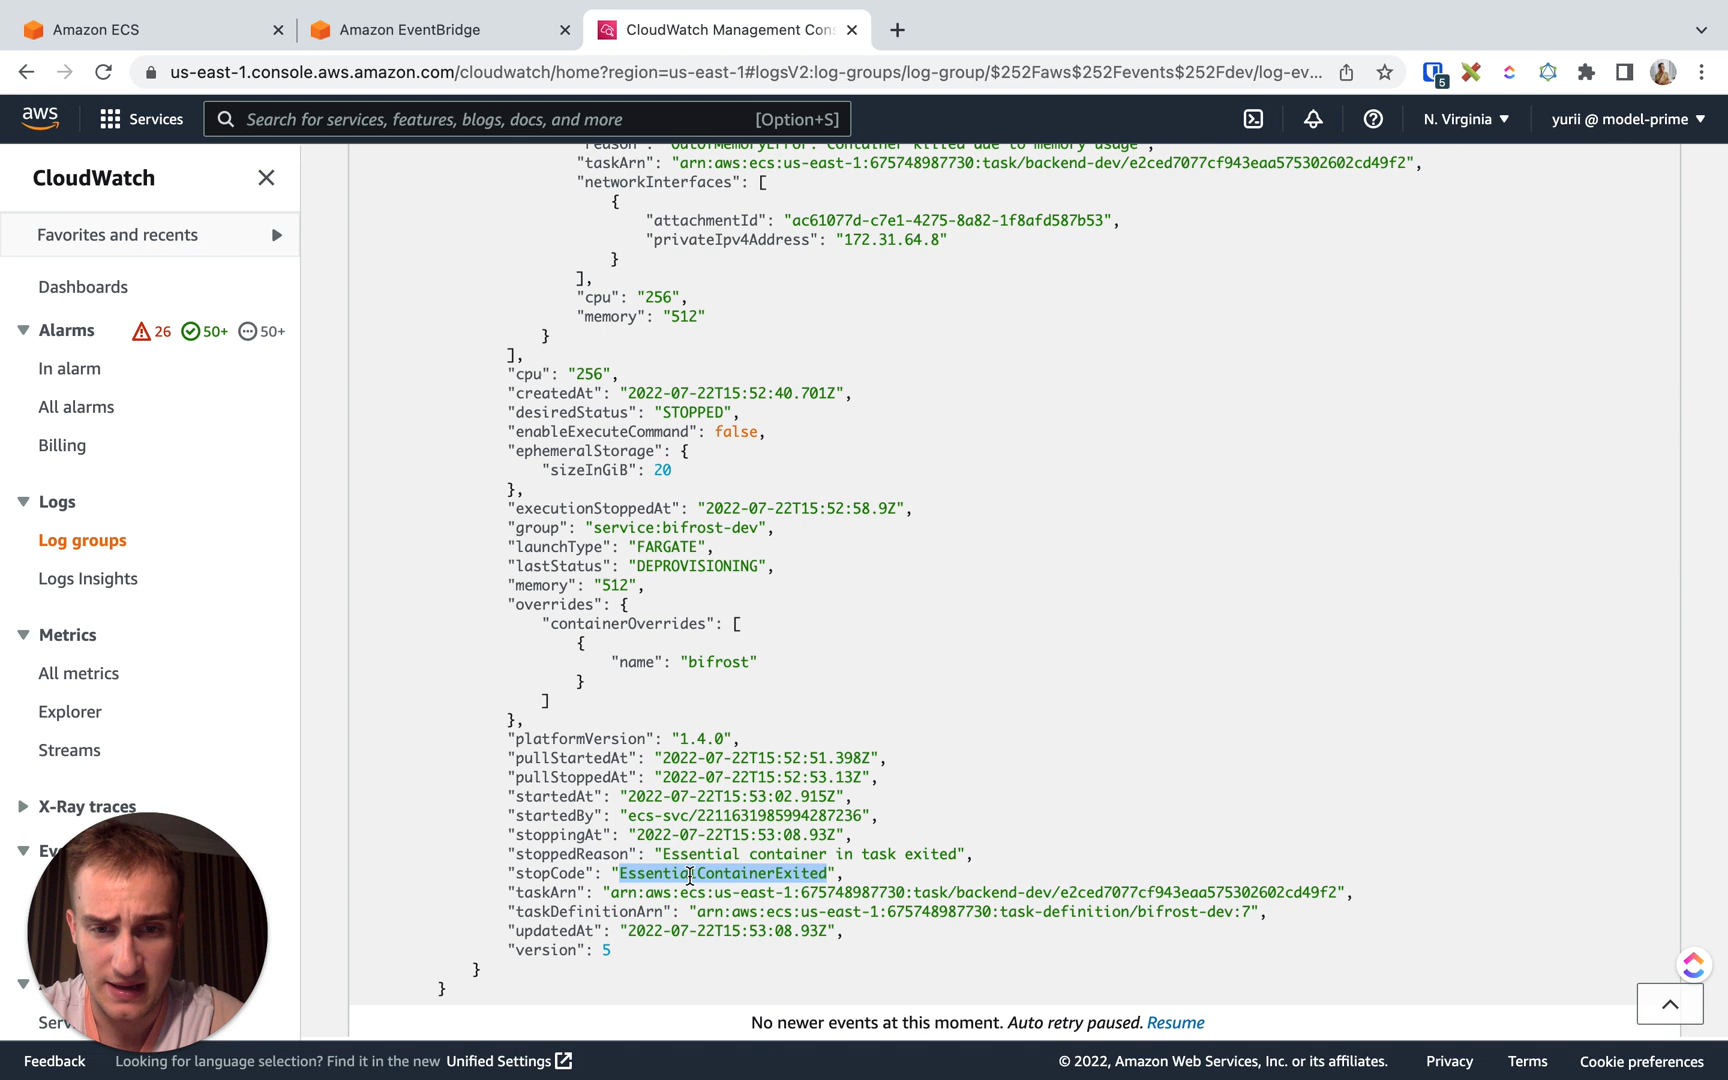 Amazon ECS
Amazon EventBridge
CloudWatch Management Con
us-east-1.console.aws.amazon.com/cloudwatch/home?region=us-east-1#logsV2:log-groups/log-group/$252Faws$252Fevents$252Fdev/log-ev...
5
aws
Services
Search for services, features, blogs, docs, and more
[Option+S]
N. Virginia
yurii @ model-prime
CloudWatch
Favorites and recents
Dashboards
Alarms 26 50+ 50+
In alarm
All alarms
Billing
Logs
Log groups
Logs Insights
Metrics
All metrics
Explorer
Streams
X-Ray traces
Ev
Ser
"reason": "OutOfMemoryError: Container killed due to memory usage",
"taskArn": "arn:aws:ecs:us-east-1:675748987730:task/backend-dev/e2ced7077cf943eaa575302602cd49f2",
"networkInterfaces": [
{
"attachmentId": "ac61077d-c7e1-4275-8a82-1f8afd587b53",
"privateIpv4Address": "172.31.64.8"
}
],
"cpu": "256",
"memory": "512"
}
],
"cpu": "256",
"createdAt": "2022-07-22T15:52:40.701Z",
"desiredStatus": "STOPPED",
"enableExecuteCommand": false,
"ephemeralStorage": {
"sizeInGiB": 20
},
"executionStoppedAt": "2022-07-22T15:52:58.9Z",
"group": "service:bifrost-dev",
"launchType": "FARGATE",
"lastStatus": "DEPROVISIONING",
"memory": "512",
"overrides": {
"containerOverrides": [
{
"name": "bifrost"
}
]
},
"platformVersion": "1.4.0",
"pullStartedAt": "2022-07-22T15:52:51.398Z",
"pullStoppedAt": "2022-07-22T15:52:53.13Z",
"startedAt": "2022-07-22T15:53:02.915Z",
"startedBy": "ecs-svc/2211631985994287236",
"stoppingAt": "2022-07-22T15:53:08.93Z",
"stoppedReason": "Essential container in task exited",
"stopCode": "EssentialContainerExited",
"taskArn": "arn:aws:ecs:us-east-1:675748987730:task/backend-dev/e2ced7077cf943eaa575302602cd49f2",
"taskDefinitionArn": "arn:aws:ecs:us-east-1:675748987730:task-definition/bifrost-dev:7",
"updatedAt": "2022-07-22T15:53:08.93Z",
"version": 5
}
}
No newer events at this moment. Auto retry paused. Resume
Feedback
Looking for language selection? Find it in the new Unified Settings
© 2022, Amazon Web Services, Inc. or its affiliates.
Privacy
Terms
Cookie preferences